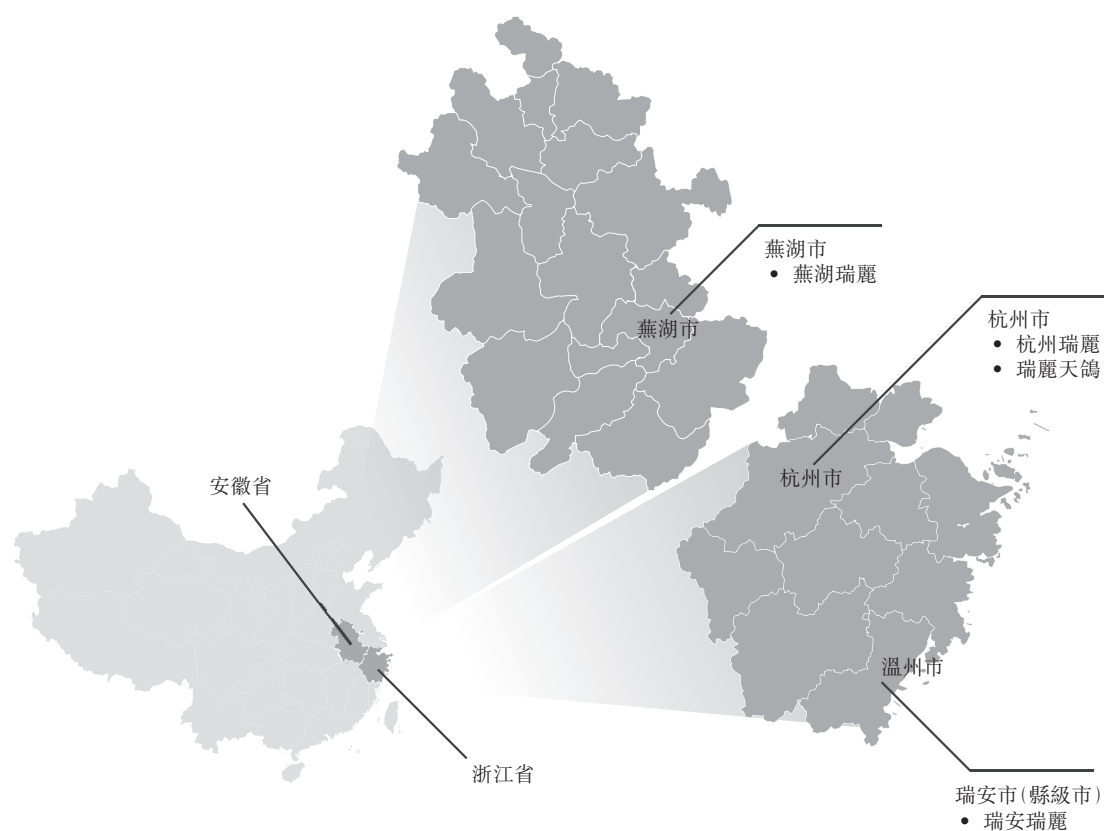 蕪湖市
• 蕪湖瑞麗
蕪湖市
杭州市
• 杭州瑞麗
• 瑞麗天鴿
杭州市
安徽省
溫州市
浙江省
瑞安市(縣級市)
• 瑞安瑞麗